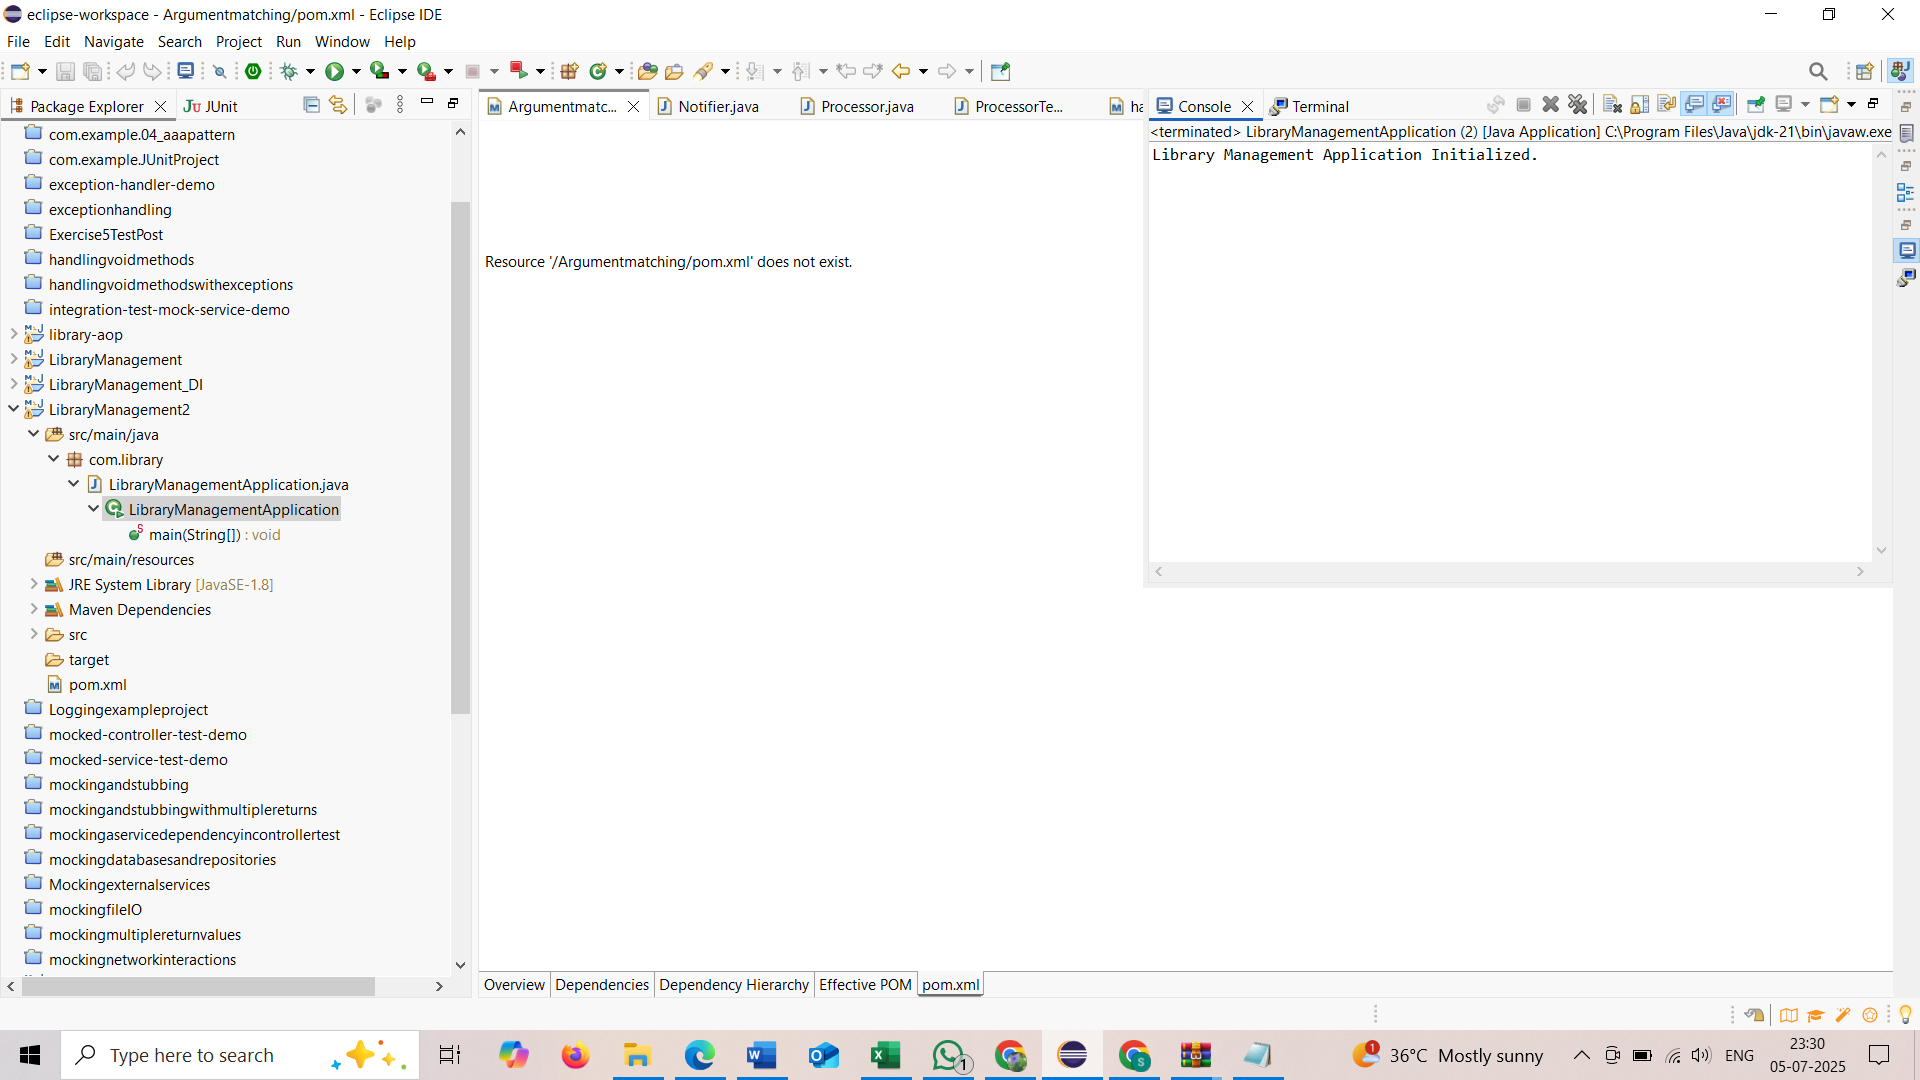 eclipse-workspace - Argumentmatching/pom.xml - Eclipse IDE
File Edit Navigate Search Project Run Window Help
Package Explorer
JUnit
com.example.04_aaapattern
com.example.JUnitProject
exception-handler-demo
exceptionhandling
Exercise5TestPost
handlingvoidmethods
handlingvoidmethodswithexceptions
integration-test-mock-service-demo
library-aop
LibraryManagement
LibraryManagement_DI
LibraryManagement2
src/main/java
com.library
LibraryManagementApplication.java
LibraryManagementApplication
main(String[]) : void
src/main/resources
JRE System Library [JavaSE-1.8]
Maven Dependencies
src
target
pom.xml
Loggingexampleproject
mocked-controller-test-demo
mocked-service-test-demo
mockingandstubbing
mockingandstubbingwithmultiplereturns
mockingaservicedependencyincontrollertest
mockingdatabasesandrepositories
Mockingexternalservices
mockingfileIO
mockingmultiplereturnvalues
mockingnetworkinteractions
Argumentmatc... Notifier.java Processor.java ProcessorTe... ha
Resource '/Argumentmatching/pom.xml' does not exist.
Overview Dependencies Dependency Hierarchy Effective POM pom.xml
Console Terminal
<terminated> LibraryManagementApplication (2) [Java Application] C:\Program Files\Java\jdk-21\bin\javaw.exe
Library Management Application Initialized.
Type here to search
1
1
36°C Mostly sunny
ENG
23:30
05-07-2025